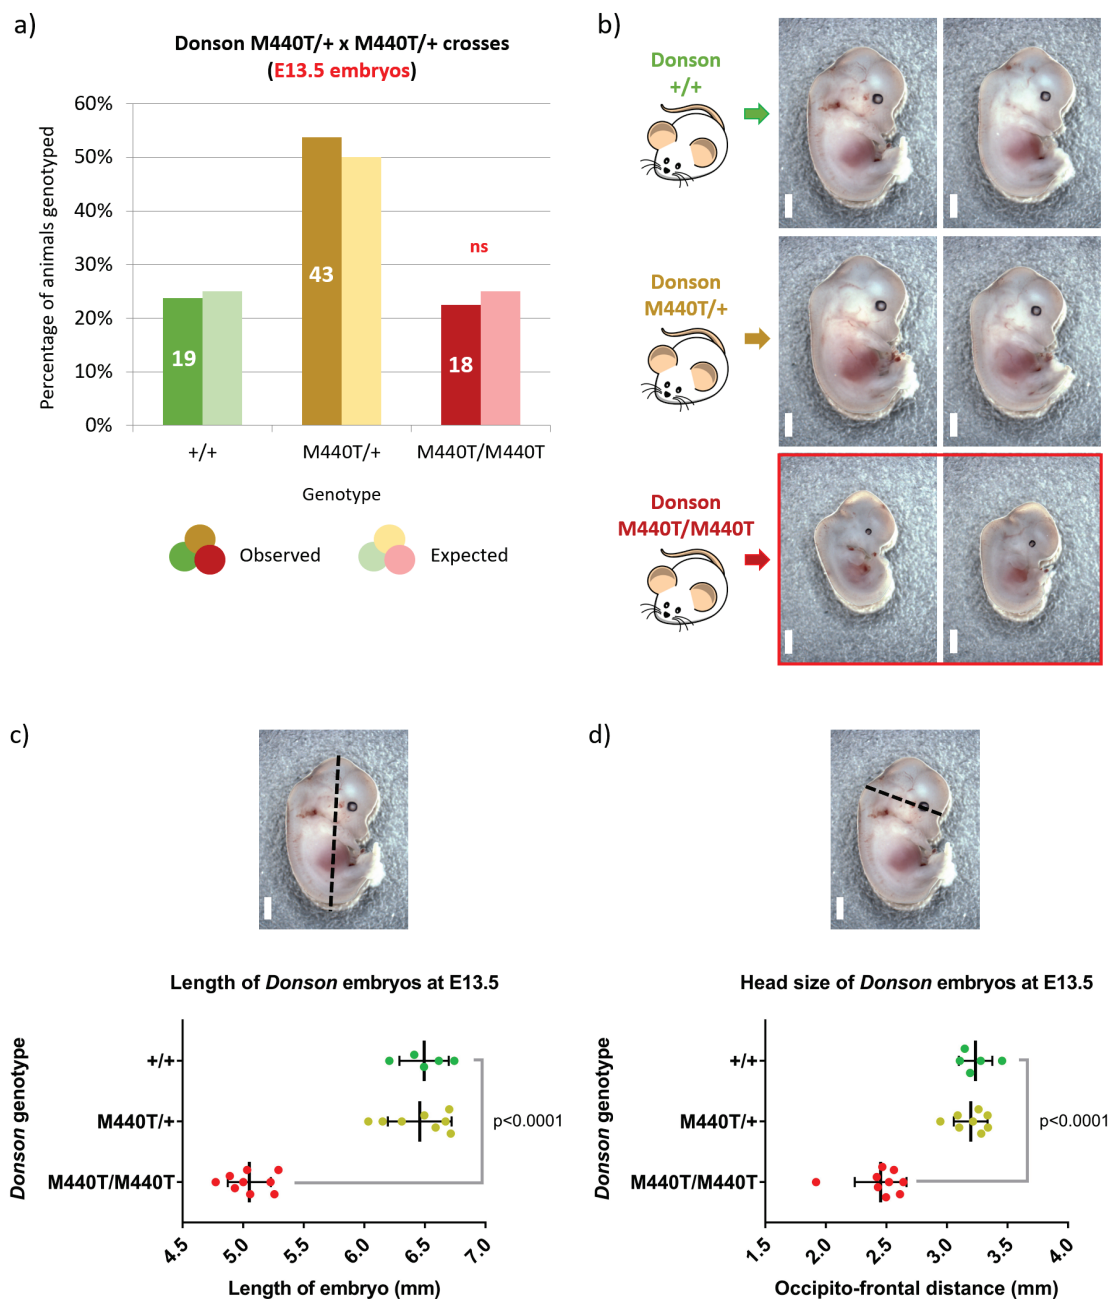 a)
Donson M440T/+ x M440T/+ crosses
(E13.5 embryos)
Percentage of animals genotyped
60%
50%
40%
30%
20%
10%
0%
19
43
18
ns
+/+
M440T/+
M440T/M440T
Genotype
Observed
Expected
b)
Donson
+/+
Donson
M440T/+
Donson
M440T/M440T
c)
Length of Donson embryos at E13.5
Donson genotype
+/+
M440T/+
M440T/M440T
p<0.0001
4.5
5.0
5.5
6.0
6.5
7.0
Length of embryo (mm)
d)
Head size of Donson embryos at E13.5
Donson genotype
+/+
M440T/+
M440T/M440T
p<0.0001
1.5
2.0
2.5
3.0
3.5
4.0
Occipito-frontal distance (mm)